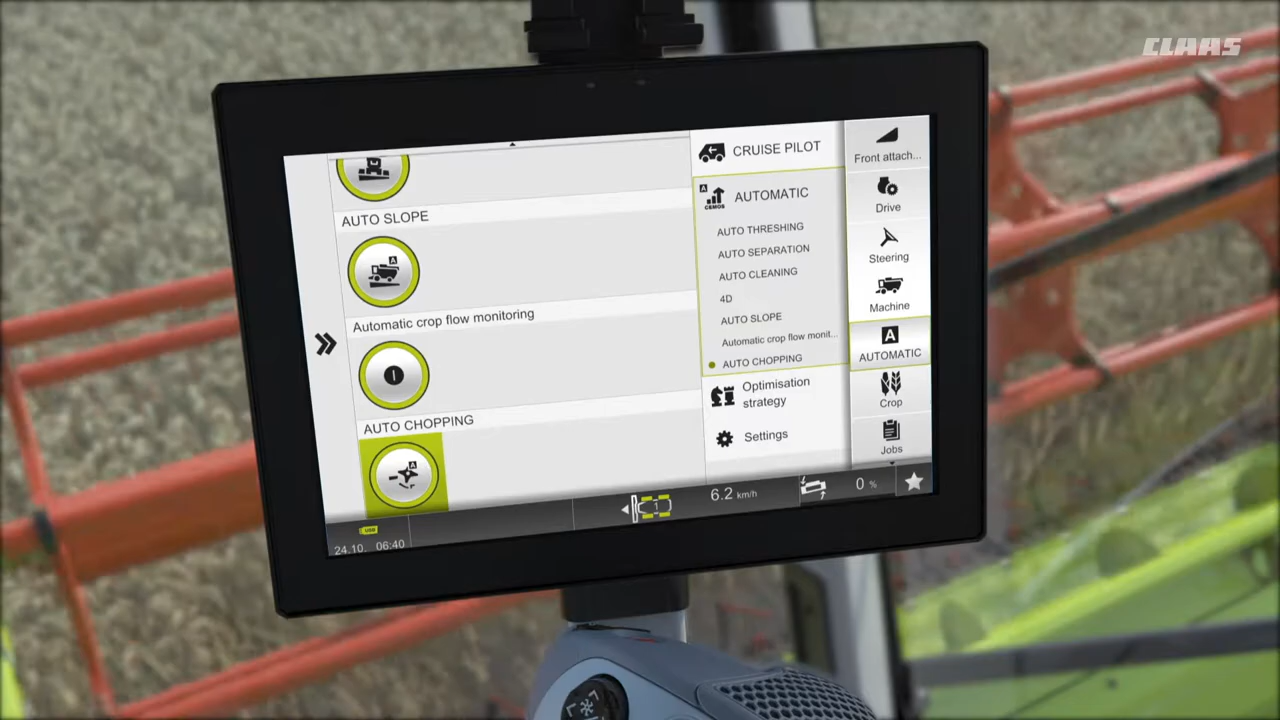 CLAAS
AUTO SLOPE
Automatic crop flow monitoring
AUTO CHOPPING
CRUISE PILOT
A
CEMOS
AUTOMATIC
AUTO THRESHING
AUTO SEPARATION
AUTO CLEANING
4D
AUTO SLOPE
Automatic crop flow monit...
AUTO CHOPPING
Optimisation
strategy
Settings
Front attach...
Drive
Steering
Machine
A
AUTOMATIC
Crop
Jobs
USB
24.10. 06:40
1
6.2 km/h
0 %